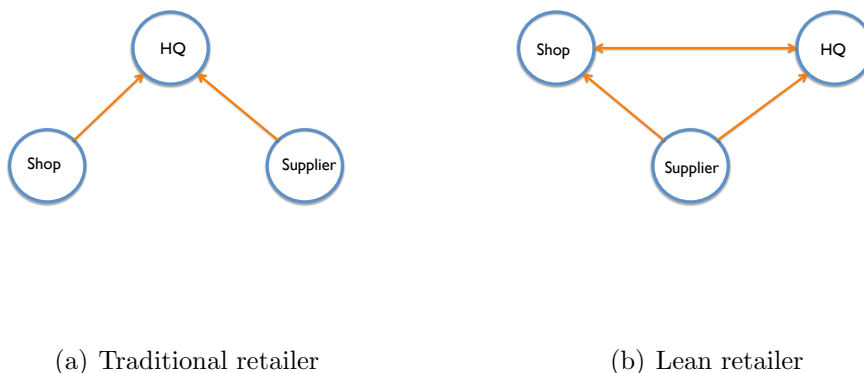 HQ
Shop
Supplier
Shop
HQ
Supplier
(a) Traditional retailer
(b) Lean retailer